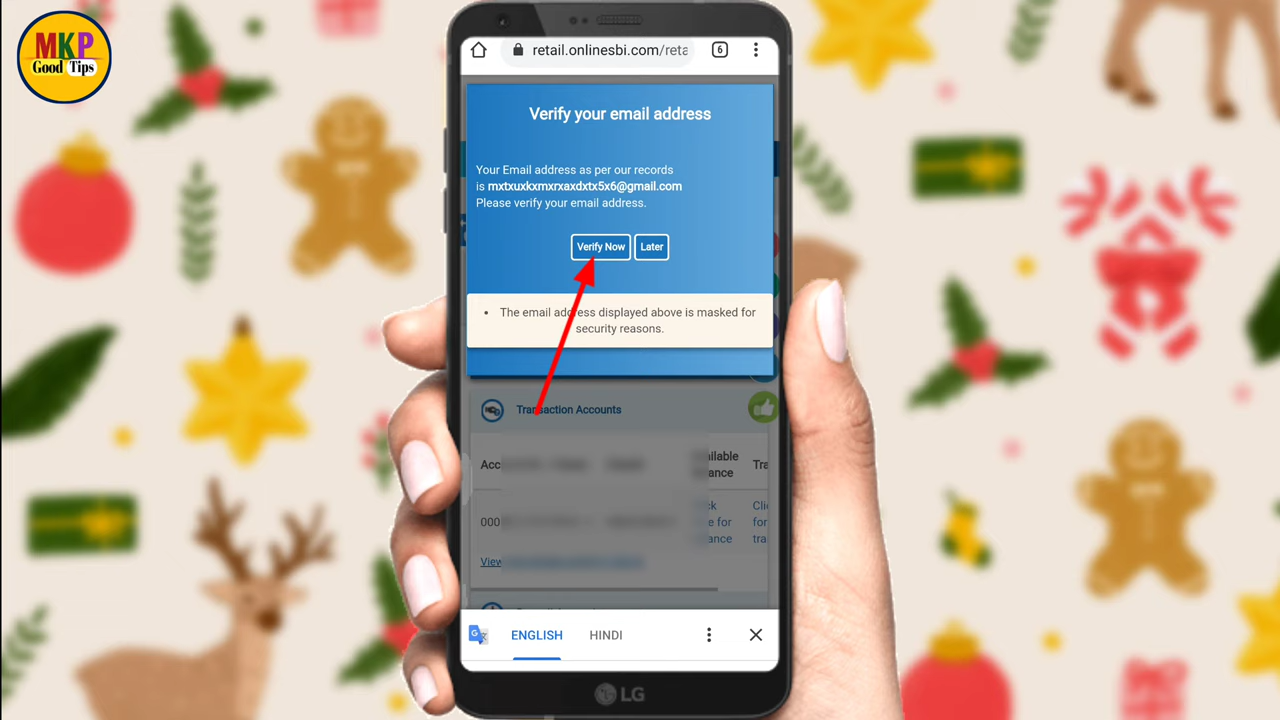 MKP
Good Tips
retail.onlinesbi.com/reta
6
Verify your email address
Your Email address as per our records
is mxtxuxkxmxrxaxdxtx5x6@gmail.com
Please verify your email address.
Verify Now
Later
• The email address displayed above is masked for
security reasons.
Transaction Accounts
000
View
ENGLISH
HINDI
LG